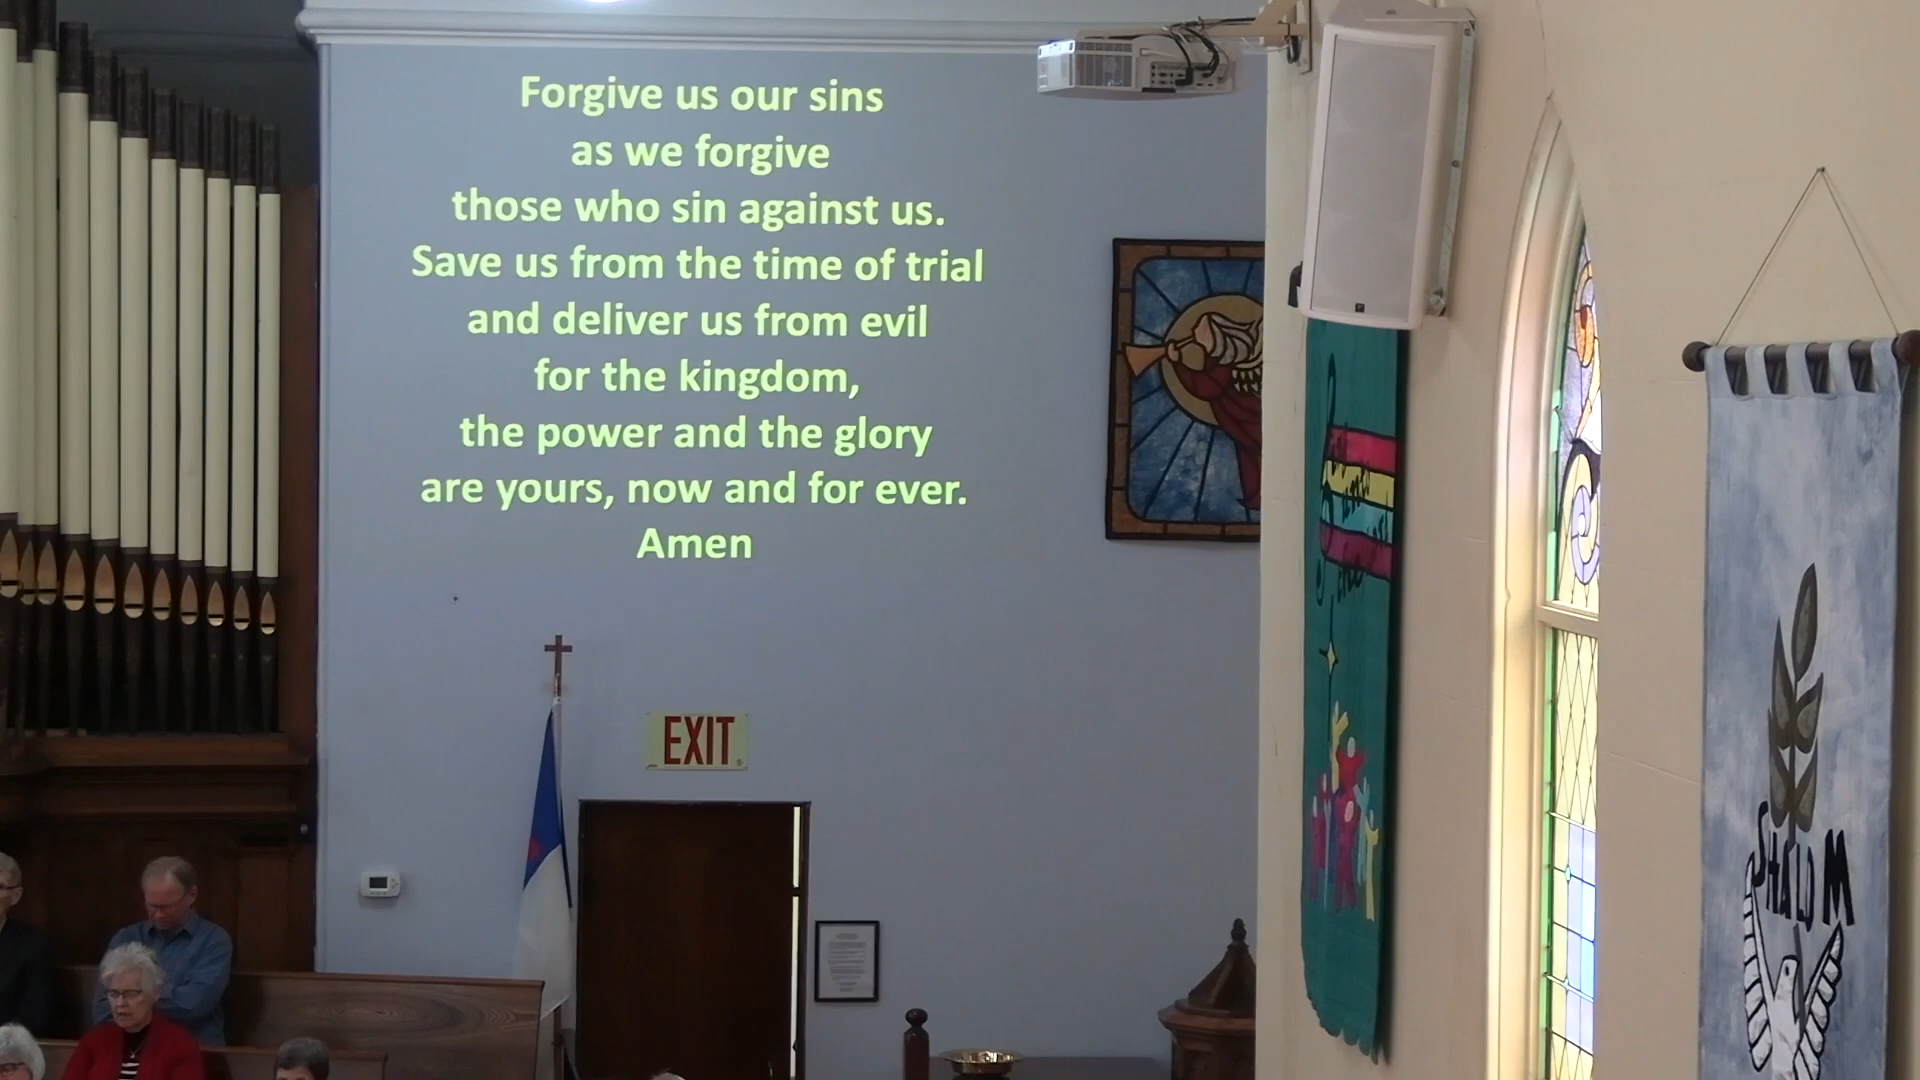 Forgive us our sins
as we forgive
those who sin against us.
Save us from the time of trial
and deliver us from evil
for the kingdom,
the power and the glory
are yours, now and for ever.
Amen
EXIT
SHALOM